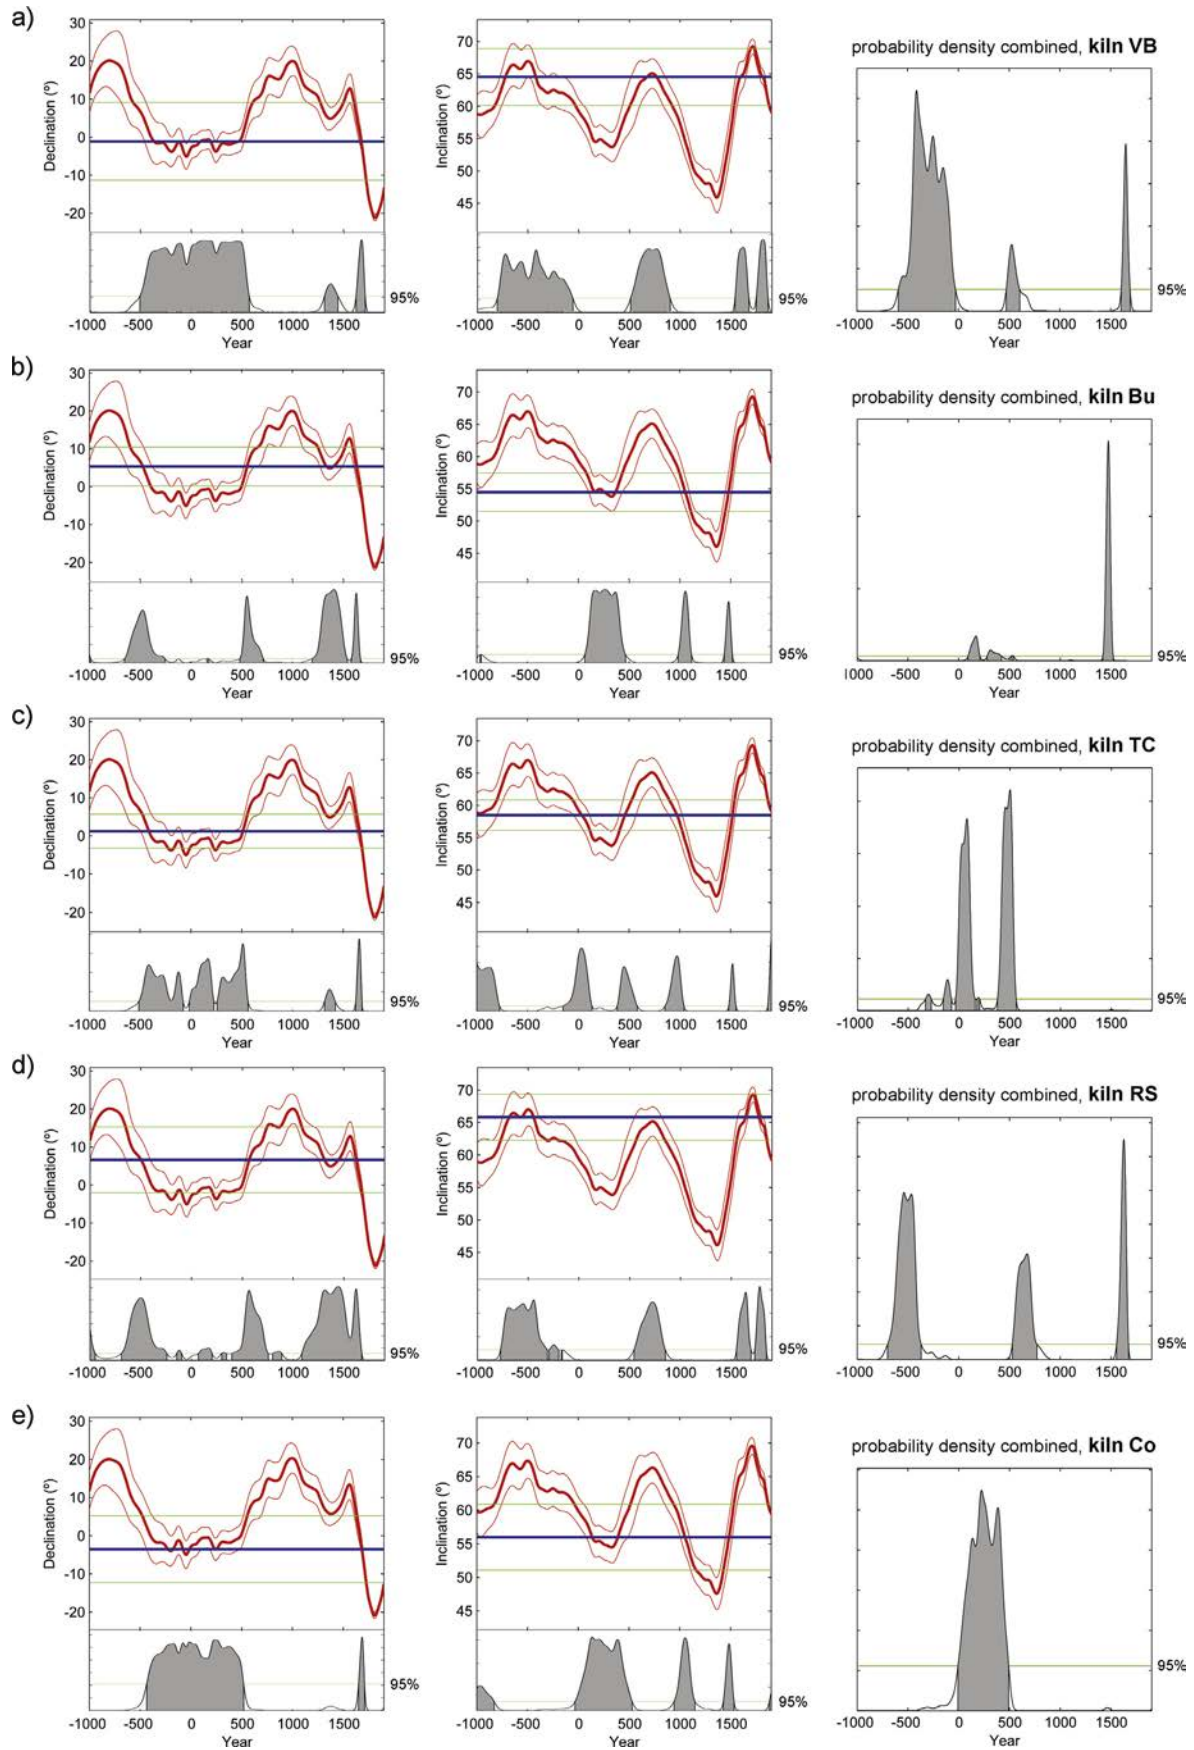 a)
30
20
10
0
-10
-20
Declination (º)
95%
-1000 -500 0 500 1000 1500
Year
70
65
60
55
50
45
Inclination (º)
95%
-1000 -500 0 500 1000 1500
Year
probability density combined, kiln VB
95%
-1000 -500 0 500 1000 1500
Year
b)
30
20
10
0
-10
-20
Declination (º)
95%
-1000 -500 0 500 1000 1500
Year
70
65
60
55
50
45
Inclination (º)
95%
-1000 -500 0 500 1000 1500
Year
probability density combined, kiln Bu
95%
-1000 -500 0 500 1000 1500
Year
c)
30
20
10
0
-10
-20
Declination (º)
95%
-1000 -500 0 500 1000 1500
Year
70
65
60
55
50
45
Inclination (º)
95%
-1000 -500 0 500 1000 1500
Year
probability density combined, kiln TC
95%
-1000 -500 0 500 1000 1500
Year
d)
30
20
10
0
-10
-20
Declination (º)
95%
-1000 -500 0 500 1000 1500
Year
70
65
60
55
50
45
Inclination (º)
95%
-1000 -500 0 500 1000 1500
Year
probability density combined, kiln RS
95%
-1000 -500 0 500 1000 1500
Year
e)
30
20
10
0
-10
-20
Declination (º)
95%
-1000 -500 0 500 1000 1500
Year
70
65
60
55
50
45
Inclination (º)
95%
-1000 -500 0 500 1000 1500
Year
probability density combined, kiln Co
95%
-1000 -500 0 500 1000 1500
Year